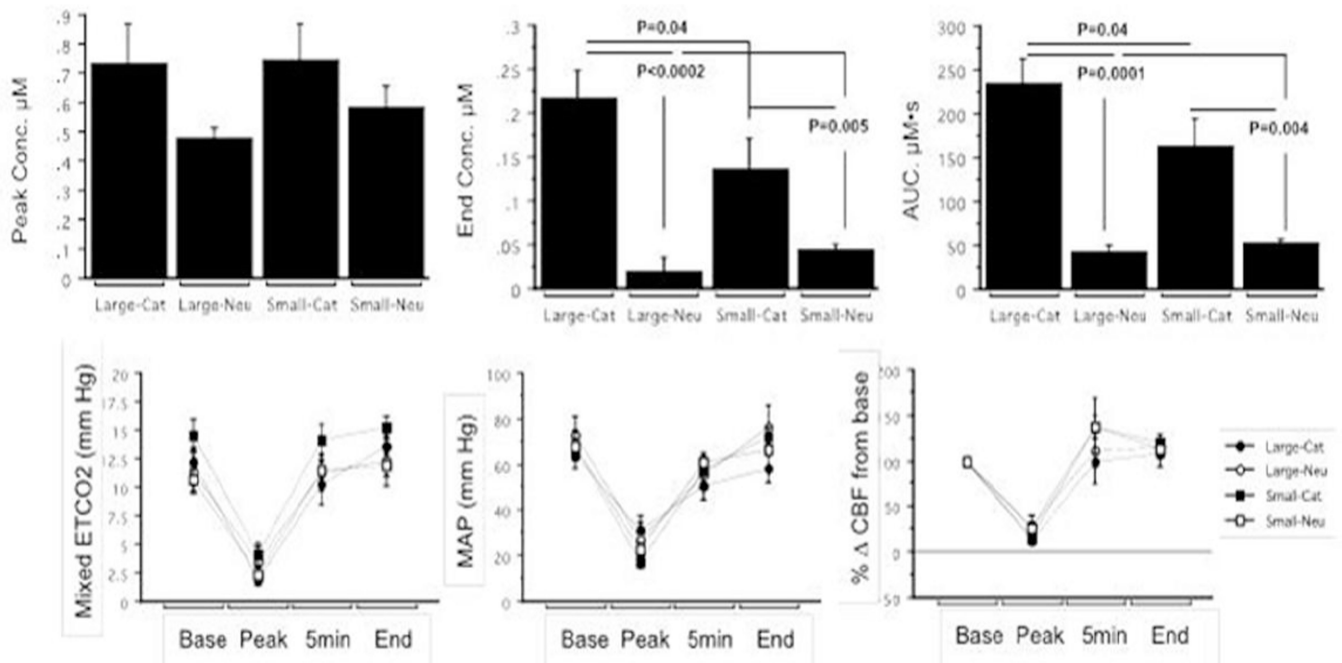 Peak Conc. µM
.9
.8
.7
.6
.5
.4
.3
.2
.1
0
Large-Cat Large-Neu Small-Cat Small-Neu
End Conc. µM
.3
.25
.2
.15
.1
.05
0
P=0.04
P<0.0002
P=0.005
Large-Cat Large-Neu Small-Cat Small-Neu
AUC. µM•s
300
250
200
150
100
50
0
P=0.04
P=0.0001
P=0.004
Large-Cat Large-Neu Small-Cat Small-Neu
Mixed ETCO2 (mm Hg)
20
17.5
15
12.5
10
7.5
5
2.5
0
Base Peak 5min End
MAP (mm Hg)
100
80
60
40
20
0
Base Peak 5min End
% Δ CBF from base
200
150
100
50
0
50
Base Peak 5min End
Large-Cat
Large-Neu
Small-Cat
Small-Neu